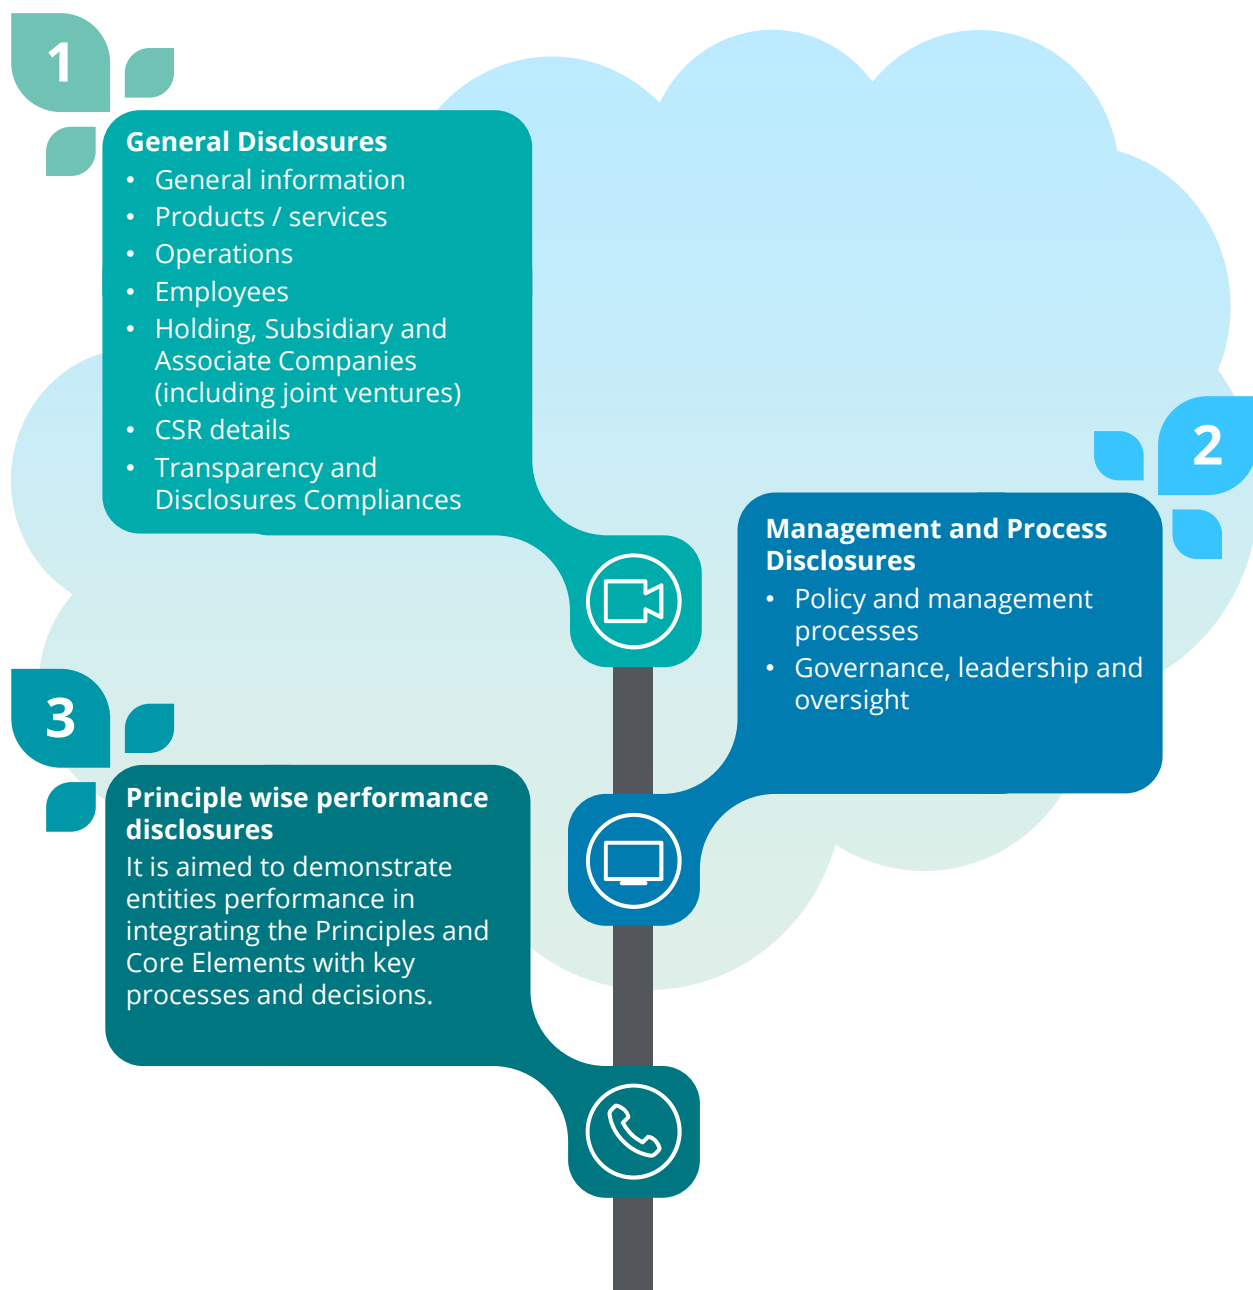 1
General Disclosures
• General information
• Products / services
• Operations
• Employees
• Holding, Subsidiary and
Associate Companies
(including joint ventures)
• CSR details
• Transparency and
Disclosures Compliances
2
Management and Process
Disclosures
• Policy and management
processes
• Governance, leadership and
oversight
3
Principle wise performance
disclosures
It is aimed to demonstrate
entities performance in
integrating the Principles and
Core Elements with key
processes and decisions.